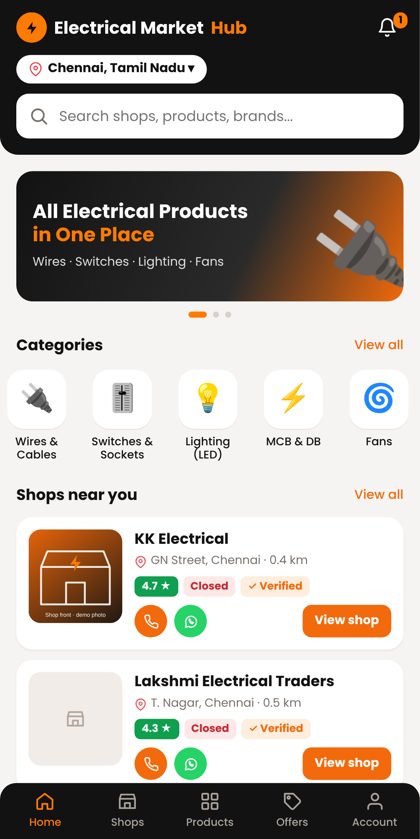 Electrical Market Hub
1
Chennai, Tamil Nadu ▾
Search shops, products, brands...
All Electrical Products
in One Place
Wires · Switches · Lighting · Fans
Categories
View all
Wires & Cables
Switches & Sockets
Lighting (LED)
MCB & DB
Fans
Shops near you
View all
KK Electrical
GN Street, Chennai · 0.4 km
4.7 ★ Closed ✓ Verified
Shop front · demo photo
View shop
Lakshmi Electrical Traders
T. Nagar, Chennai · 0.5 km
4.3 ★ Closed ✓ Verified
View shop
Home Shops Products Offers Account